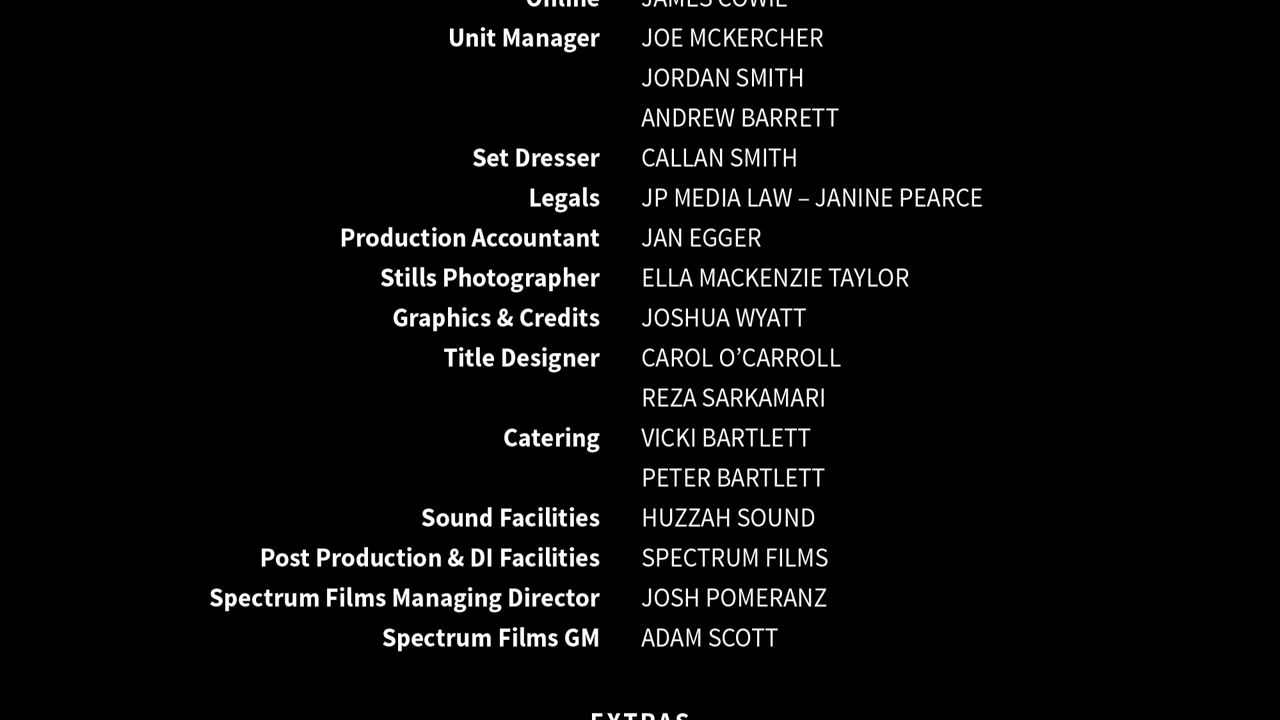 Online JAMES COWIE
Unit Manager JOE MCKERCHER
JORDAN SMITH
ANDREW BARRETT
Set Dresser CALLAN SMITH
Legals JP MEDIA LAW – JANINE PEARCE
Production Accountant JAN EGGER
Stills Photographer ELLA MACKENZIE TAYLOR
Graphics & Credits JOSHUA WYATT
Title Designer CAROL O’CARROLL
REZA SARKAMARI
Catering VICKI BARTLETT
PETER BARTLETT
Sound Facilities HUZZAH SOUND
Post Production & DI Facilities SPECTRUM FILMS
Spectrum Films Managing Director JOSH POMERANZ
Spectrum Films GM ADAM SCOTT
EXTRAS